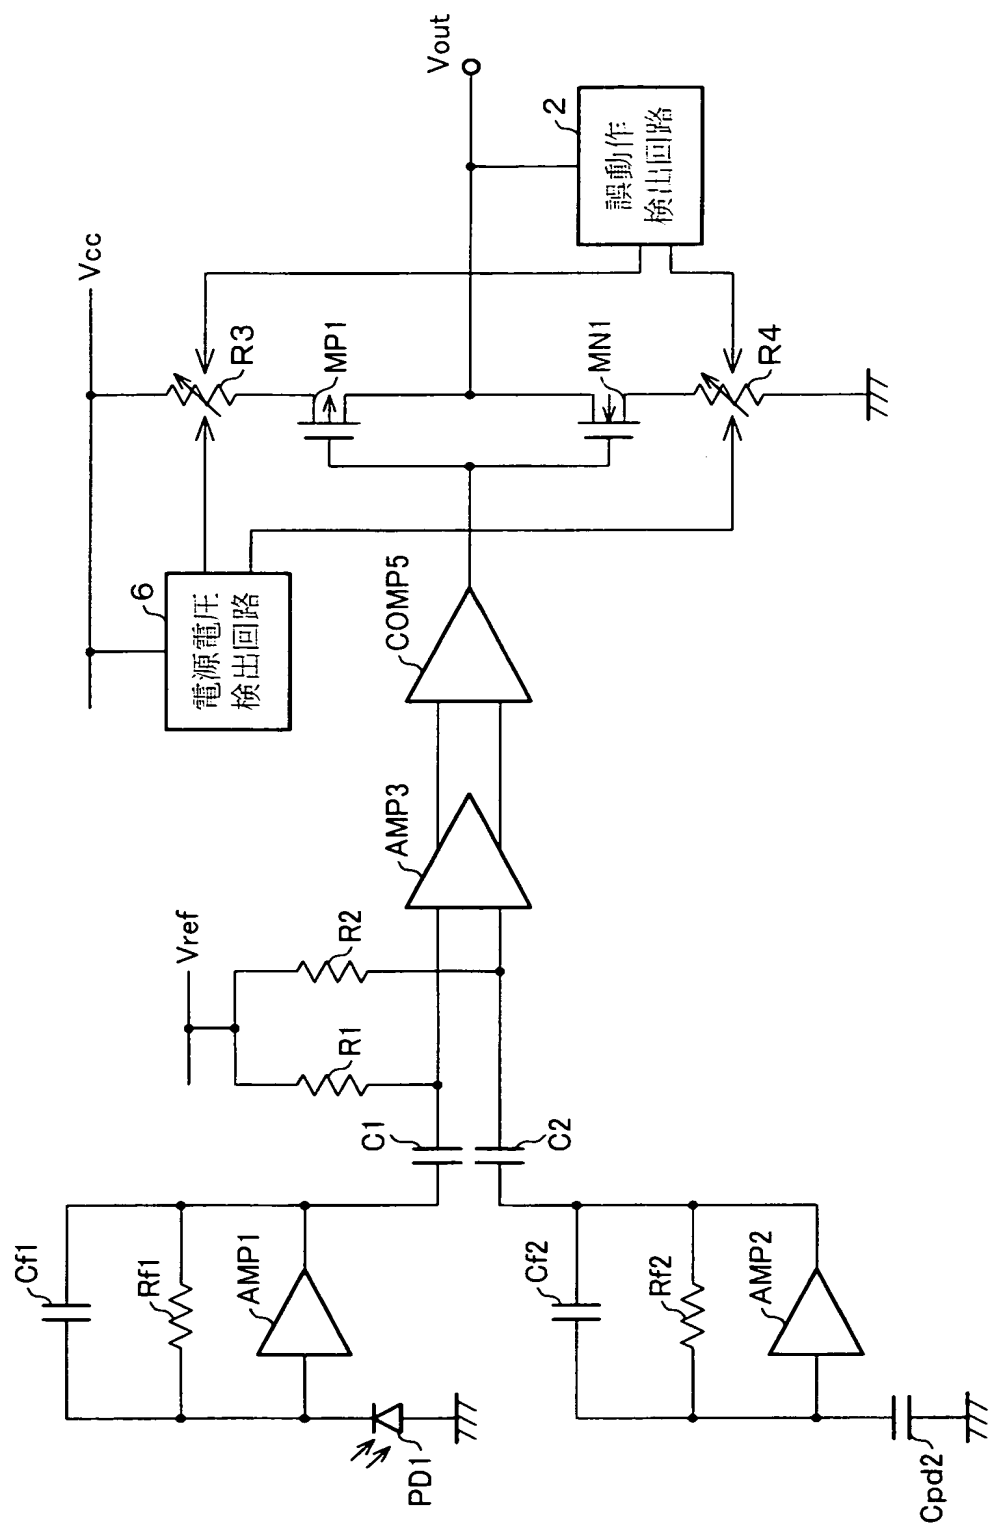 Cf1
Rf1
AMP1
PD1
Cf2
Rf2
AMP2
Cpd2
C1
C2
Vref
R1
R2
AMP3
COMP5
Vcc
6
電源電圧
検出回路
R3
MP1
MN1
R4
2
誤動作
検出回路
Vout